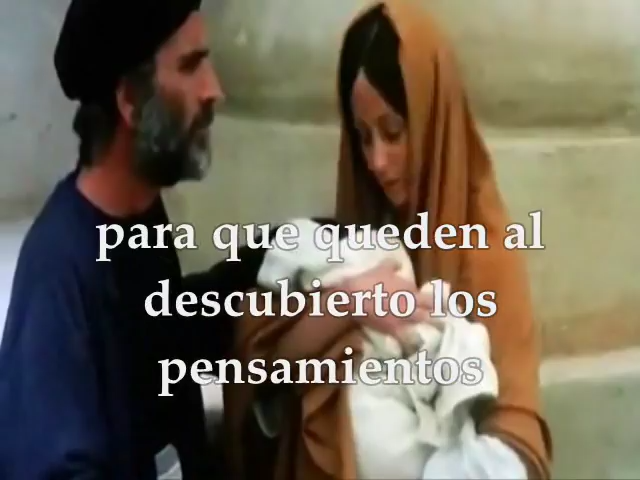 para que queden al
descubierto los
pensamientos